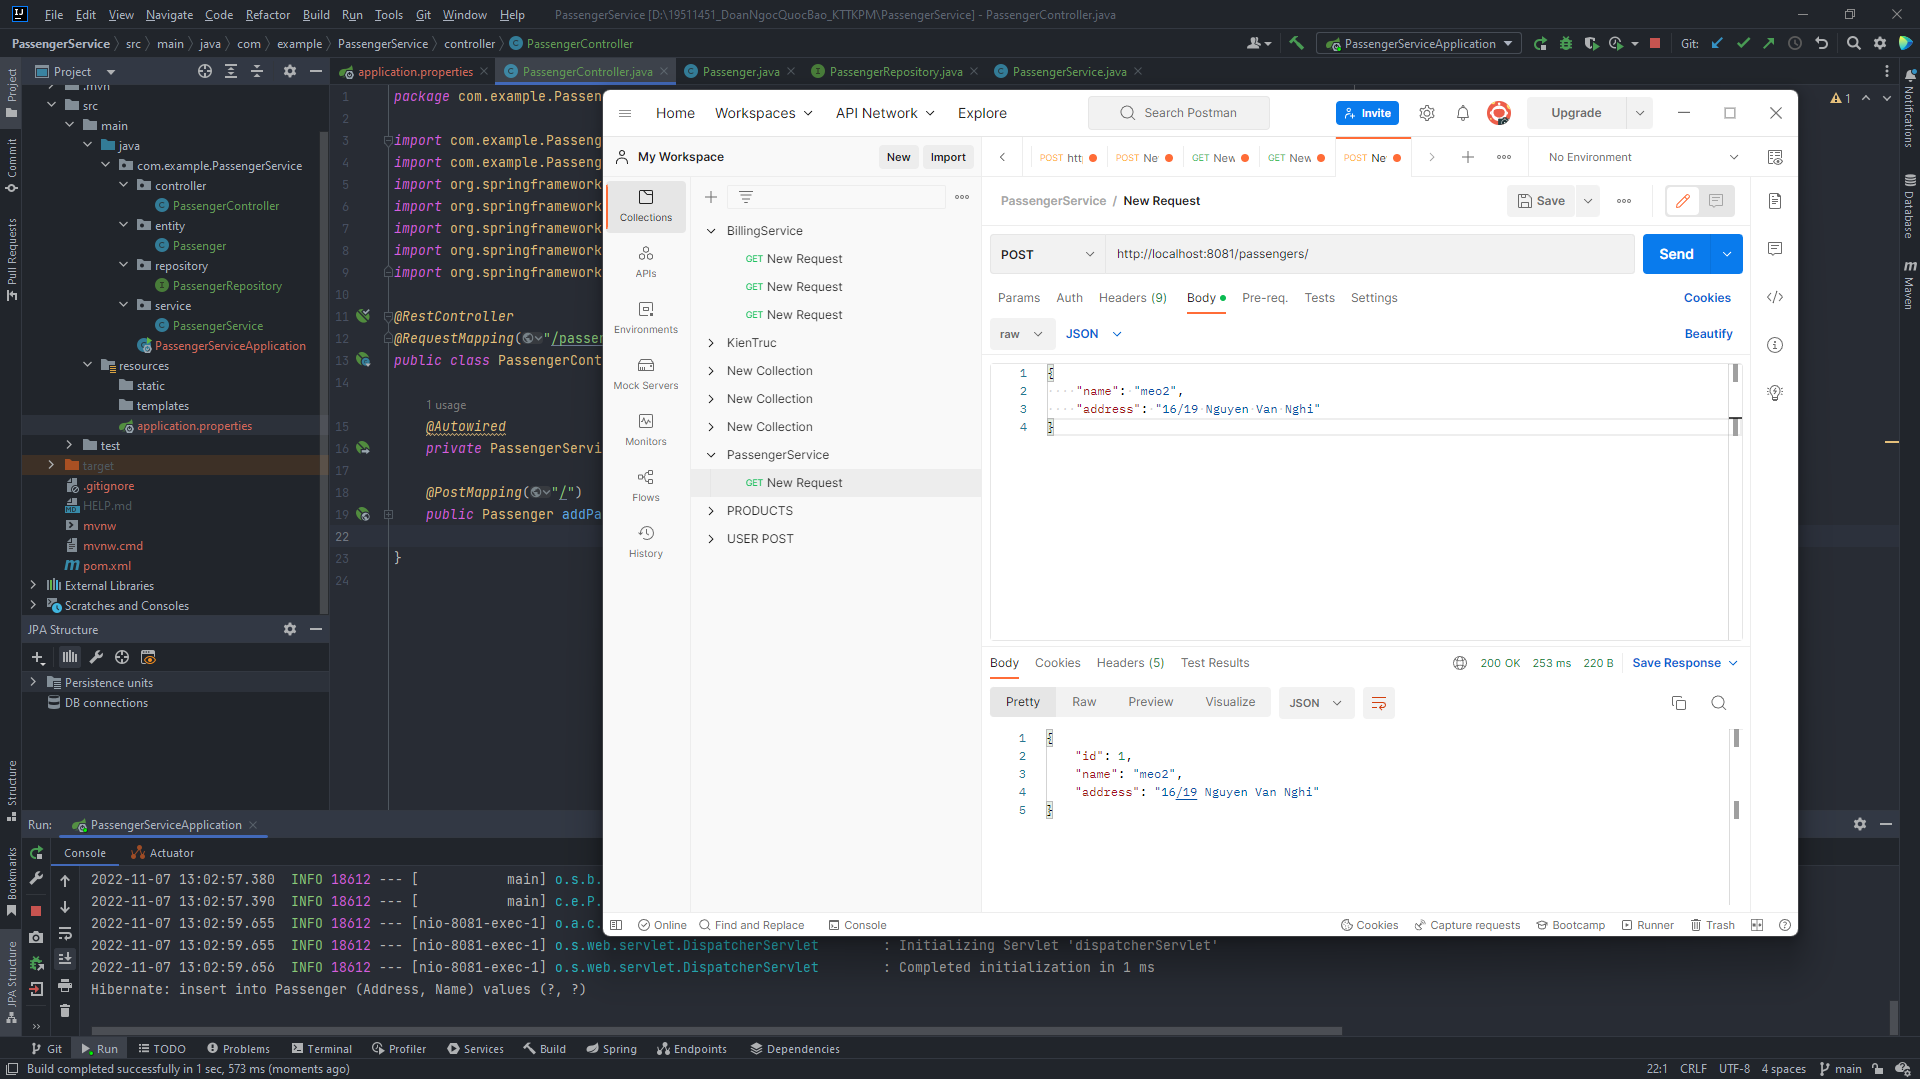 File Edit View Navigate Code Refactor Build Run Tools Git Window Help PassengerService [D:\19511451_DoanNgocQuocBao_KTTKPM\PassengerService] - PassengerController.java
PassengerService src main java com example PassengerService controller PassengerController
PassengerServiceApplication Git:
Project
application.properties PassengerController.java Passenger.java PassengerRepository.java PassengerService.java
Project
Commit
Pull Requests
Structure
Bookmarks
JPA Structure
.mvn
src
main
java
com.example.PassengerService
controller
PassengerController
entity
Passenger
repository
PassengerRepository
service
PassengerService
PassengerServiceApplication
resources
static
templates
application.properties
test
target
.gitignore
HELP.md
mvnw
mvnw.cmd
pom.xml
External Libraries
Scratches and Consoles
JPA Structure
Persistence units
DB connections
1 package com.example.Passen
2
3 import com.example.Passeng
4 import com.example.Passeng
5 import org.springframework
6 import org.springframework
7 import org.springframework
8 import org.springframework
9 import org.springframework
10
11 @RestController
12 @RequestMapping("/passen
13 public class PassengerCont
14
1 usage
15 @Autowired
16 private PassengerServi
17
18 @PostMapping("/")
19 public Passenger addPa
22
23 }
24
1
Notifications
Database
Maven
Home Workspaces API Network Explore Search Postman Invite Upgrade
My Workspace New Import
Collections
APIs
Environments
Mock Servers
Monitors
Flows
History
BillingService
GET New Request
GET New Request
GET New Request
KienTruc
New Collection
New Collection
New Collection
PassengerService
GET New Request
PRODUCTS
USER POST
POST htt POST Ne GET New GET New POST Ne No Environment
PassengerService / New Request Save
POST http://localhost:8081/passengers/ Send
Params Auth Headers (9) Body Pre-req. Tests Settings Cookies
raw JSON Beautify
1 {
2 "name": "meo2",
3 "address": "16/19 Nguyen Van Nghi"
4 }
Body Cookies Headers (5) Test Results 200 OK 253 ms 220 B Save Response
Pretty Raw Preview Visualize JSON
1 {
2 "id": 1,
3 "name": "meo2",
4 "address": "16/19 Nguyen Van Nghi"
5 }
Online Find and Replace Console Cookies Capture requests Bootcamp Runner Trash
Run: PassengerServiceApplication
Console Actuator
2022-11-07 13:02:57.380 INFO 18612 --- [ main] o.s.b.
2022-11-07 13:02:57.390 INFO 18612 --- [ main] c.e.P.
2022-11-07 13:02:59.655 INFO 18612 --- [nio-8081-exec-1] o.a.c.
2022-11-07 13:02:59.655 INFO 18612 --- [nio-8081-exec-1] o.s.web.servlet.DispatcherServlet : Initializing Servlet 'dispatcherServlet'
2022-11-07 13:02:59.656 INFO 18612 --- [nio-8081-exec-1] o.s.web.servlet.DispatcherServlet : Completed initialization in 1 ms
Hibernate: insert into Passenger (Address, Name) values (?, ?)
Git Run TODO Problems Terminal Profiler Services Build Spring Endpoints Dependencies
Build completed successfully in 1 sec, 573 ms (moments ago) 22:1 CRLF UTF-8 4 spaces main